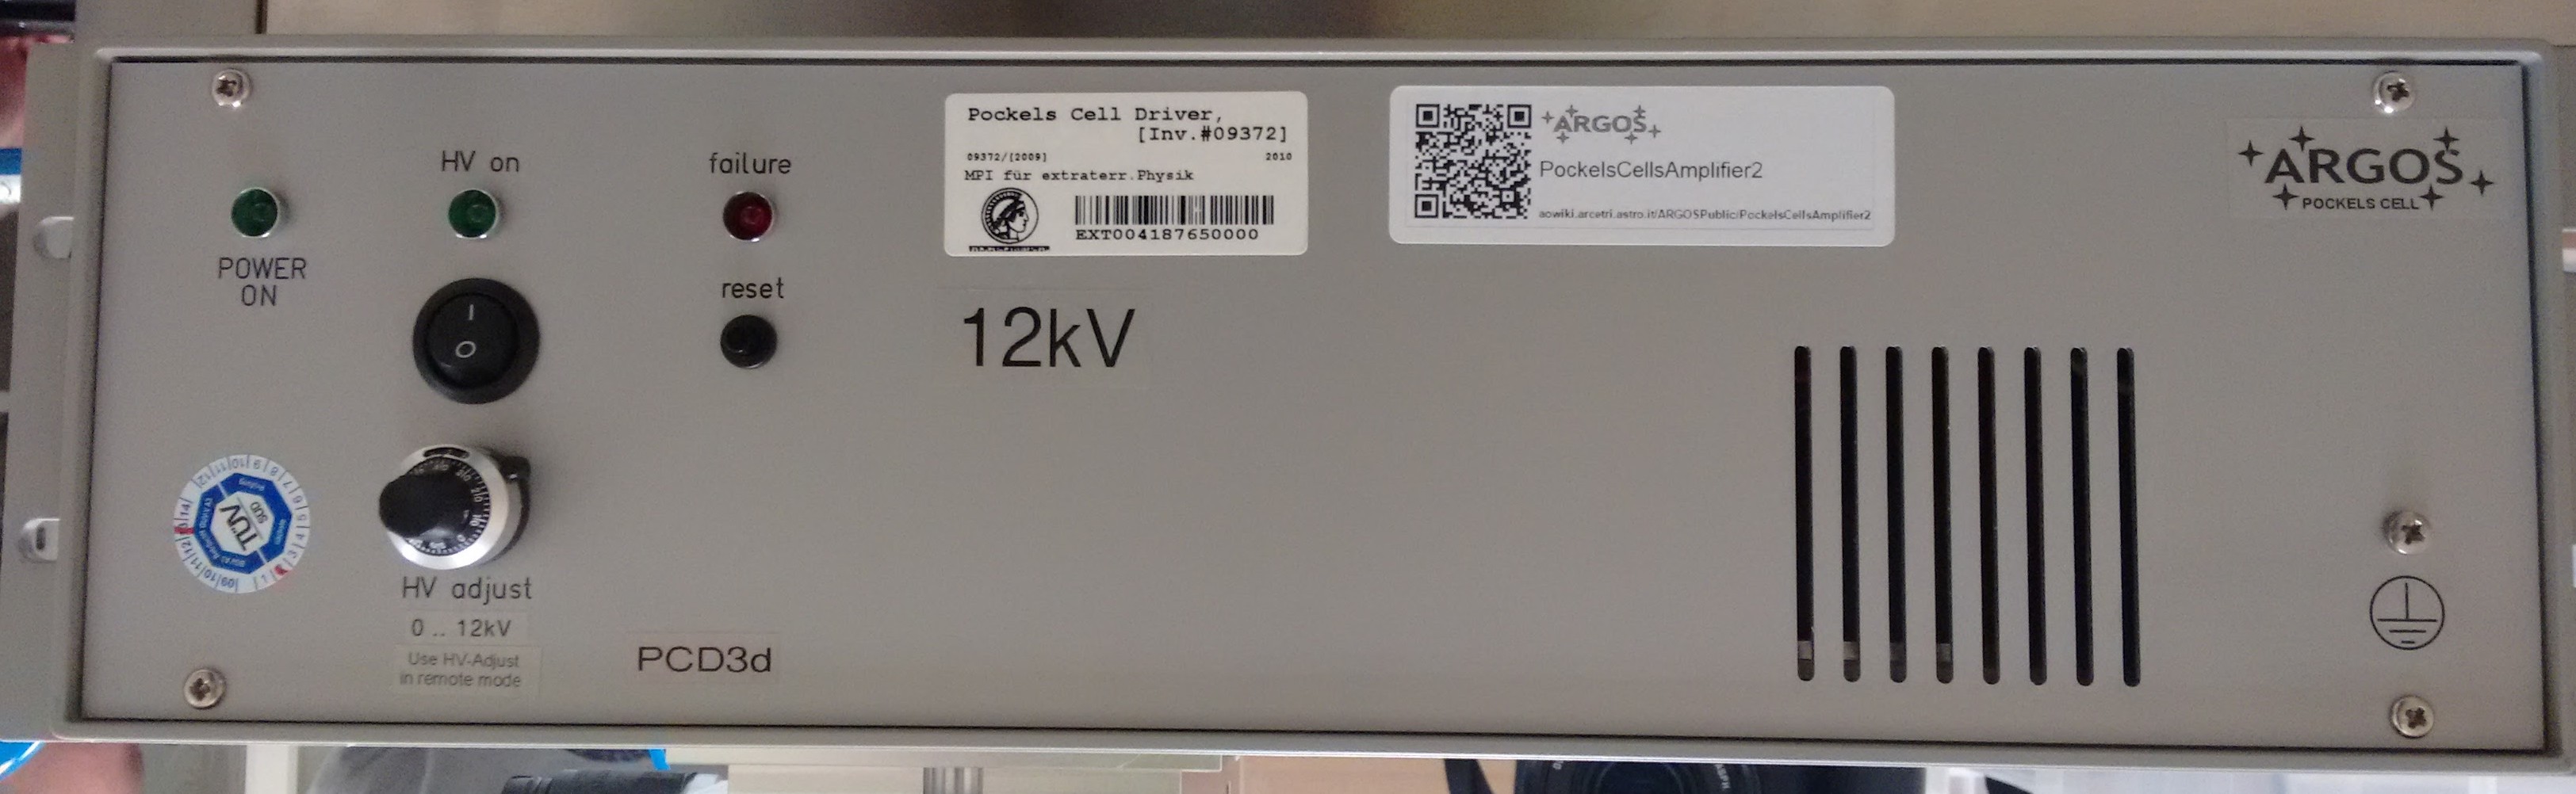 HV on
failure
POWER
ON
reset
I
O
HV adjust
0 .. 12kV
Use HV-Adjust
in remote mode
TÜV
SÜD
PCD3d
Pockels Cell Driver,
[Inv.#09372]
09372/[2009] 2010
MPI für extraterr.Physik
EXT004187650000
12kV
ARGOS
PockelsCellsAmplifier2
aowiki.arcetri.astro.it/ARGOSPublic/PockelsCellsAmplifier2
ARGOS
POCKELS CELL